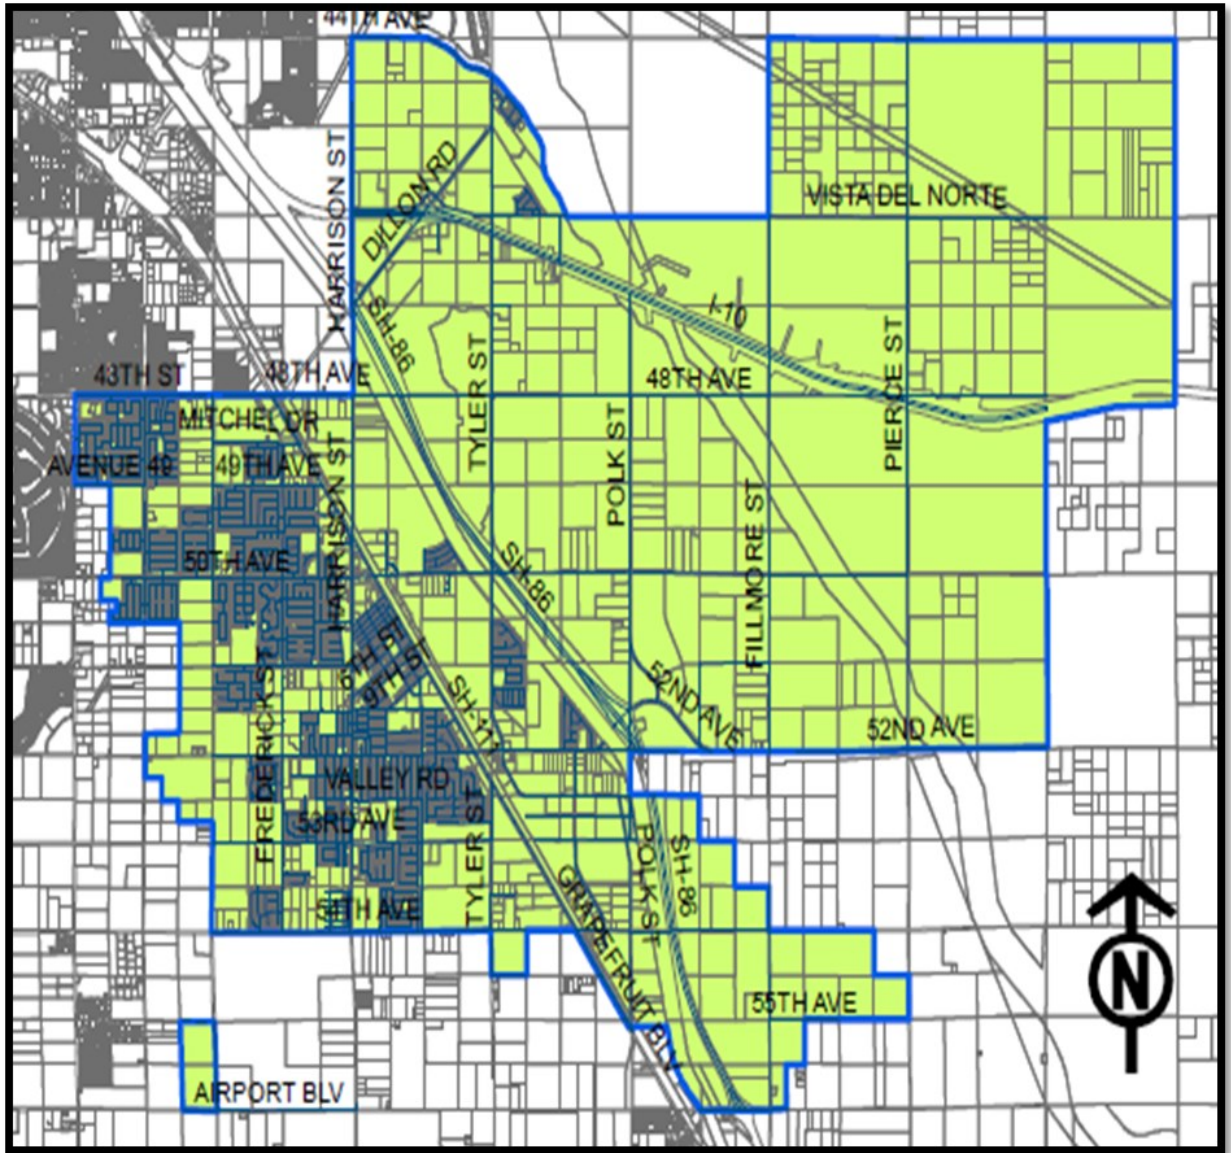 44TH AVE
HARRISON ST
DILLON RD
VISTA DEL NORTE
SH-86
I-10
43TH ST
48TH AVE
TYLER ST
48TH AVE
PIERCE ST
MITCHEL DR
AVENUE 49
49TH AVE
HARRISON ST
POLK ST
FILLMORE ST
50TH AVE
SH-86
6TH ST
9TH ST
FREDERICK ST
SH-111
52ND AVE
52ND AVE
VALLEY RD
53RD AVE
TYLER ST
POLK ST
SH-86
54TH AVE
GRAPEFRUIT BLV
55TH AVE
N
AIRPORT BLV